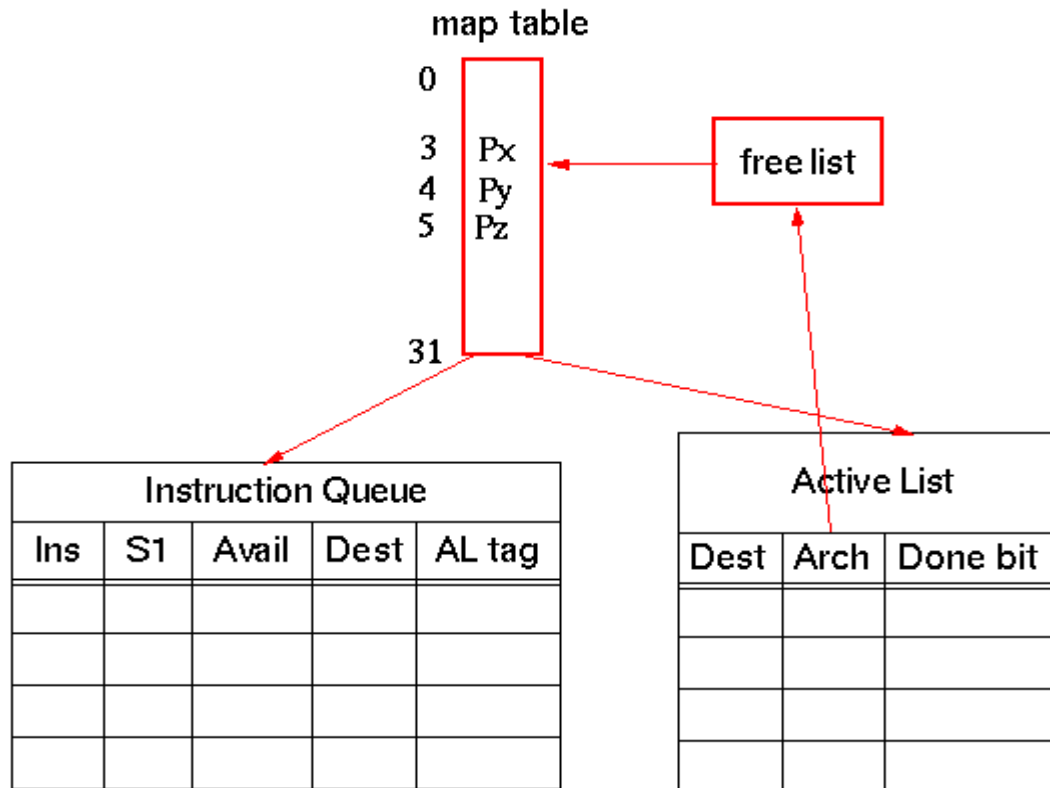 map table
0
3 Px
4 Py
5 Pz
31
free list
Instruction Queue
Ins S1 Avail Dest AL tag
Active List
Dest Arch Done bit